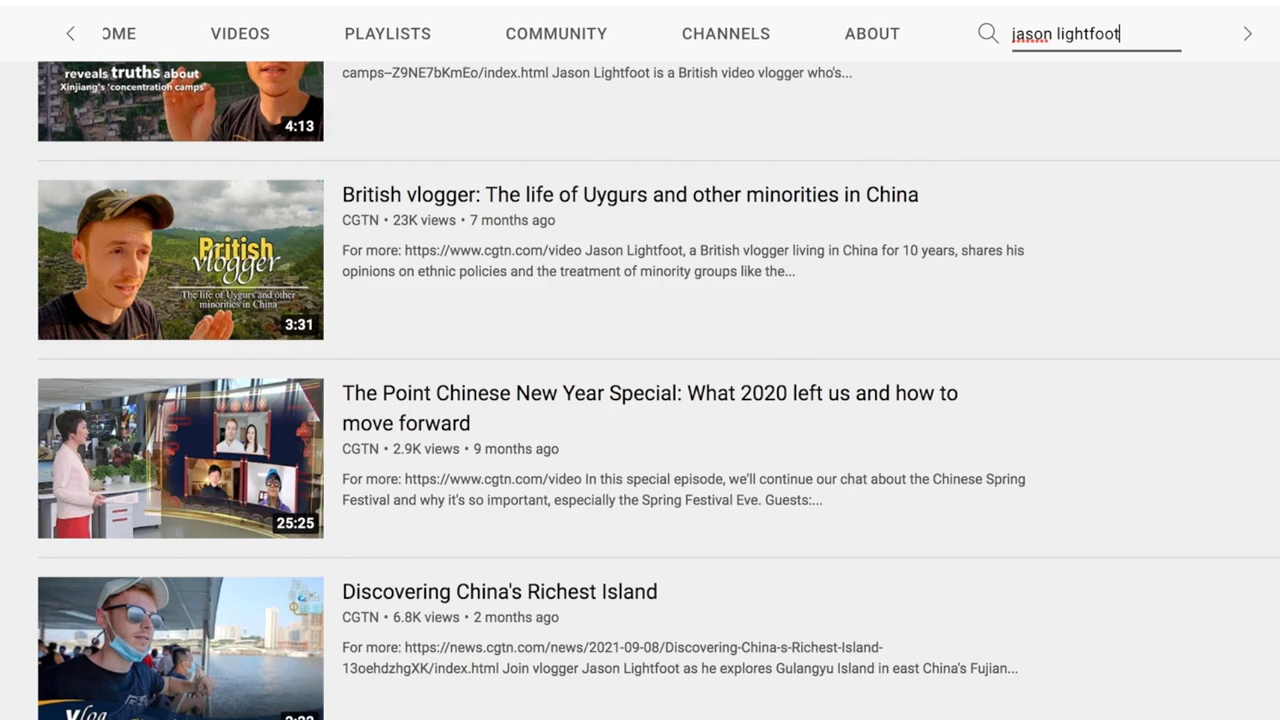 OME VIDEOS PLAYLISTS COMMUNITY CHANNELS ABOUT jason lightfoot
reveals truths about
Xinjiang's 'concentration camps'
4:13
camps–Z9NE7bKmEo/index.html Jason Lightfoot is a British video vlogger who's...
British
vlogger
The life of Uygurs and other
minorities in China
3:31
British vlogger: The life of Uygurs and other minorities in China
CGTN • 23K views • 7 months ago
For more: https://www.cgtn.com/video Jason Lightfoot, a British vlogger living in China for 10 years, shares his
opinions on ethnic policies and the treatment of minority groups like the...
25:25
The Point Chinese New Year Special: What 2020 left us and how to
move forward
CGTN • 2.9K views • 9 months ago
For more: https://www.cgtn.com/video In this special episode, we'll continue our chat about the Chinese Spring
Festival and why it's so important, especially the Spring Festival Eve. Guests:...
Vlog
Discovering China's Richest Island
CGTN • 6.8K views • 2 months ago
For more: https://news.cgtn.com/news/2021-09-08/Discovering-China-s-Richest-Island-
13oehdzhgXK/index.html Join vlogger Jason Lightfoot as he explores Gulangyu Island in east China's Fujian...